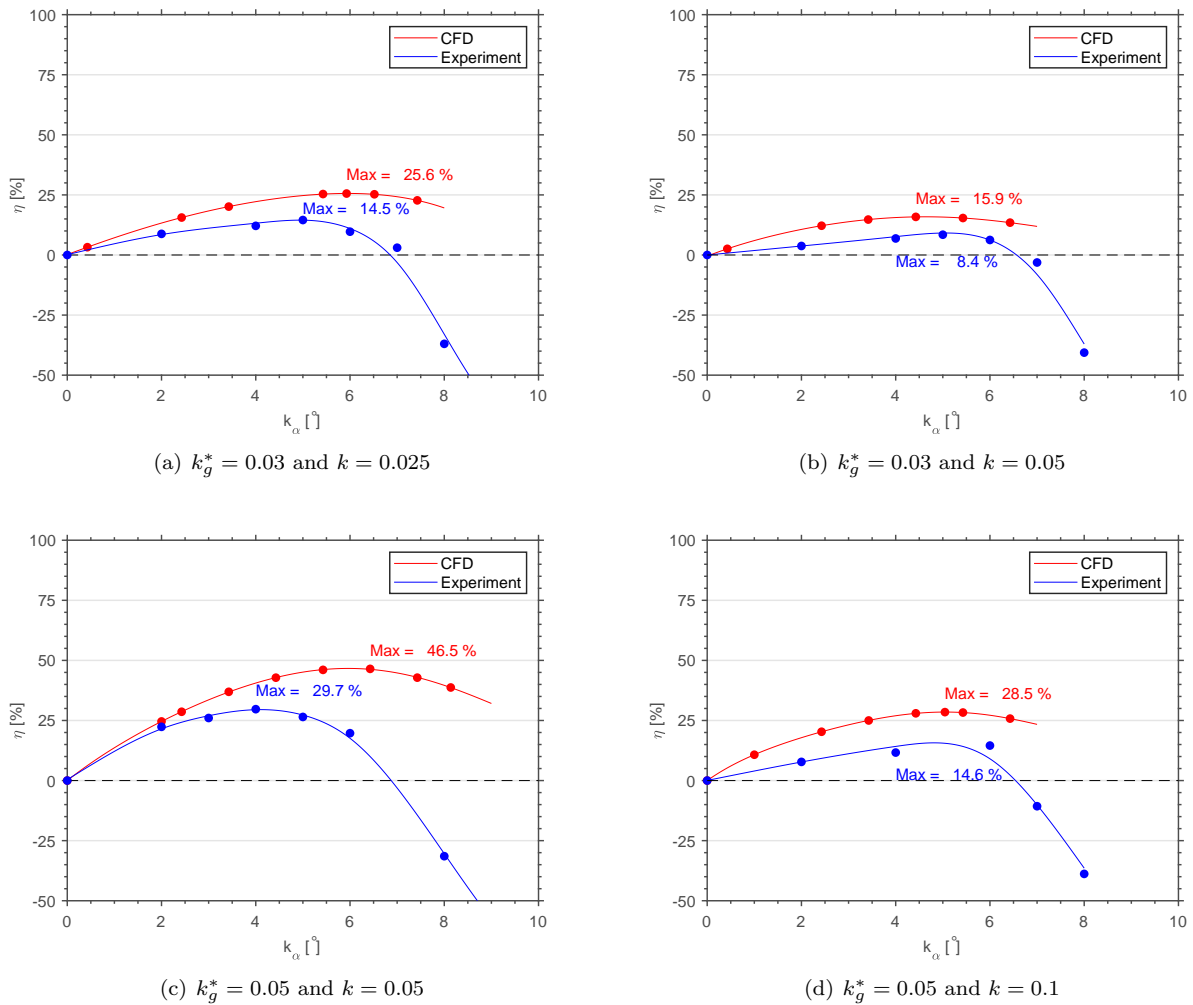 100
75
50
25
0
-25
-50
η [%]
CFD
Experiment
Max = 25.6 %
Max = 14.5 %
0 2 4 6 8 10
k_α [°]
(a) k_g^* = 0.03 and k = 0.025
100
75
50
25
0
-25
-50
η [%]
CFD
Experiment
Max = 15.9 %
Max = 8.4 %
0 2 4 6 8 10
k_α [°]
(b) k_g^* = 0.03 and k = 0.05
100
75
50
25
0
-25
-50
η [%]
CFD
Experiment
Max = 46.5 %
Max = 29.7 %
0 2 4 6 8 10
k_α [°]
(c) k_g^* = 0.05 and k = 0.05
100
75
50
25
0
-25
-50
η [%]
CFD
Experiment
Max = 28.5 %
Max = 14.6 %
0 2 4 6 8 10
k_α [°]
(d) k_g^* = 0.05 and k = 0.1